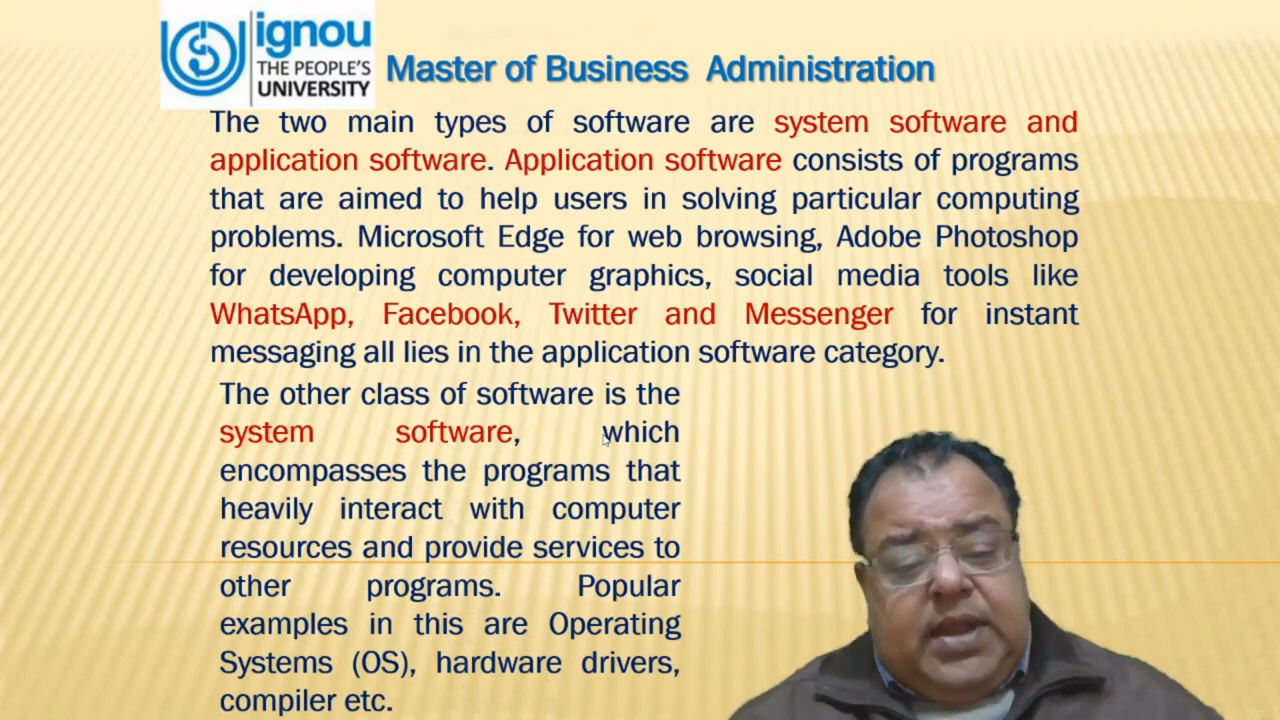 ignou
THE PEOPLE'S
UNIVERSITY
Master of Business Administration
The two main types of software are system software and
application software. Application software consists of programs
that are aimed to help users in solving particular computing
problems. Microsoft Edge for web browsing, Adobe Photoshop
for developing computer graphics, social media tools like
WhatsApp, Facebook, Twitter and Messenger for instant
messaging all lies in the application software category.
The other class of software is the
system software, which
encompasses the programs that
heavily interact with computer
resources and provide services to
other programs. Popular
examples in this are Operating
Systems (OS), hardware drivers,
compiler etc.